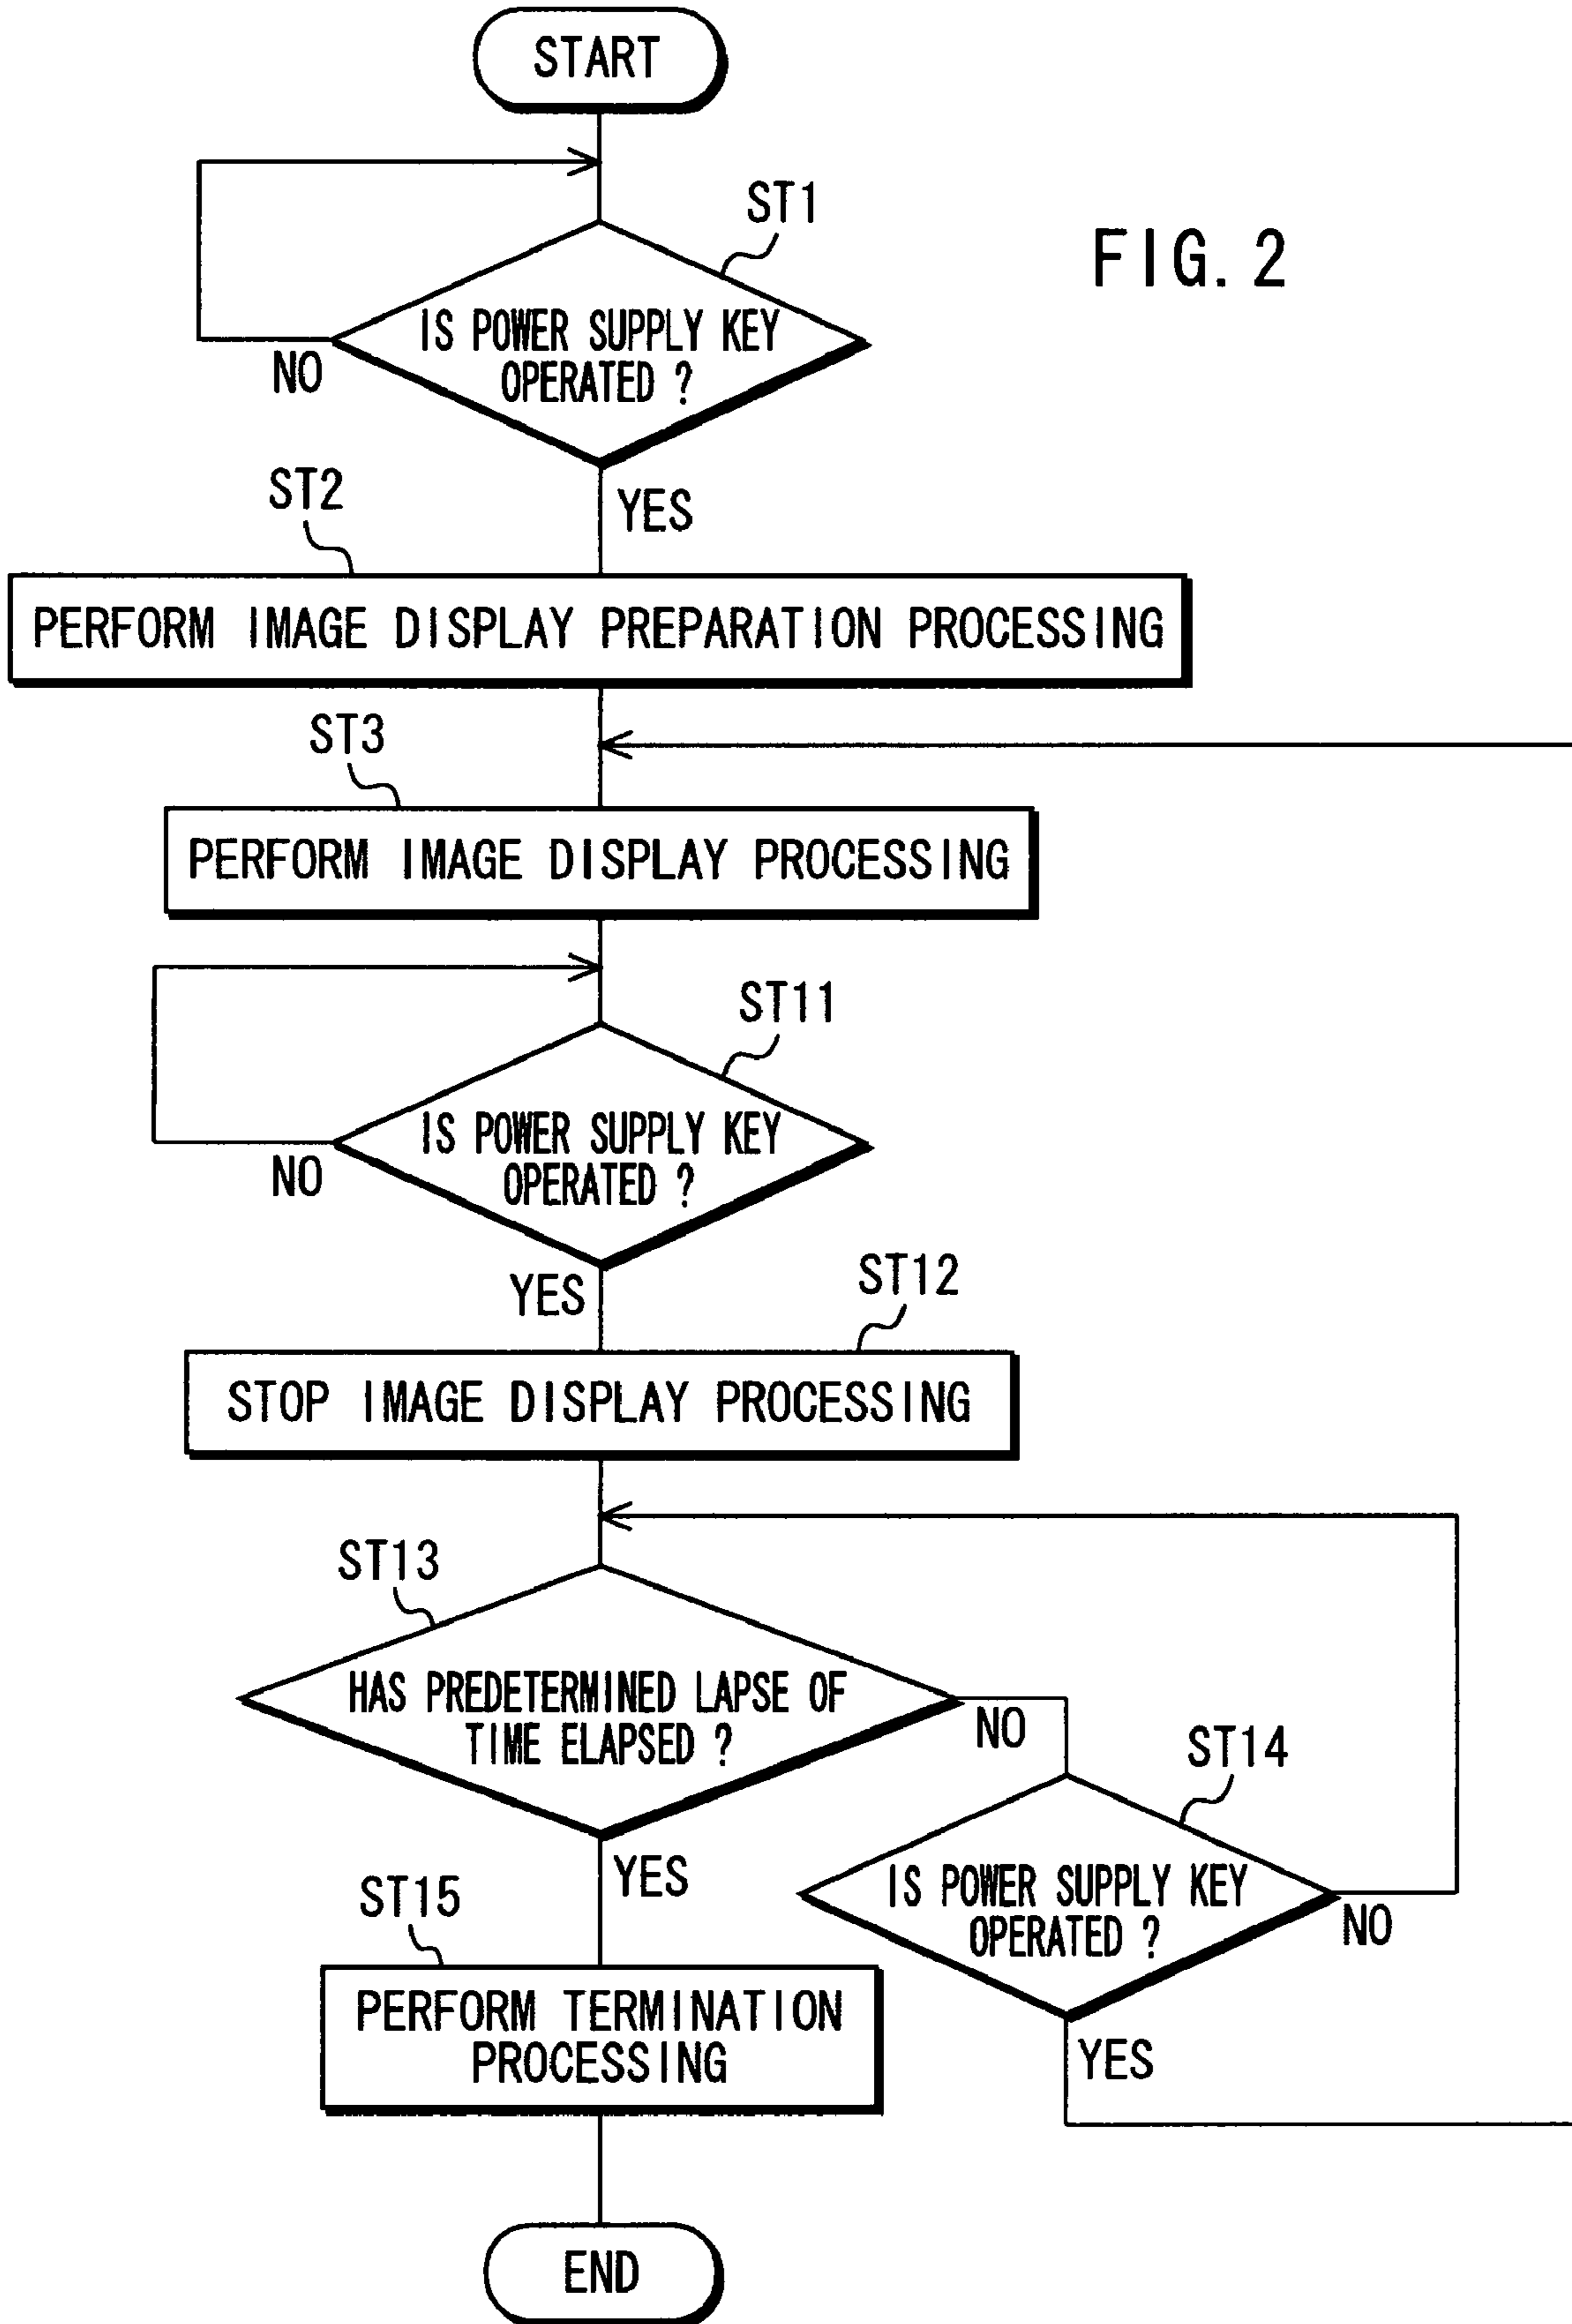 START
ST1
FIG. 2
IS POWER SUPPLY KEY
OPERATED ?
NO
YES
ST2
PERFORM IMAGE DISPLAY PREPARATION PROCESSING
ST3
PERFORM IMAGE DISPLAY PROCESSING
ST11
IS POWER SUPPLY KEY
OPERATED ?
NO
YES
ST12
STOP IMAGE DISPLAY PROCESSING
ST13
HAS PREDETERMINED LAPSE OF
TIME ELAPSED ?
NO
YES
ST14
IS POWER SUPPLY KEY
OPERATED ?
NO
YES
ST15
PERFORM TERMINATION
PROCESSING
END